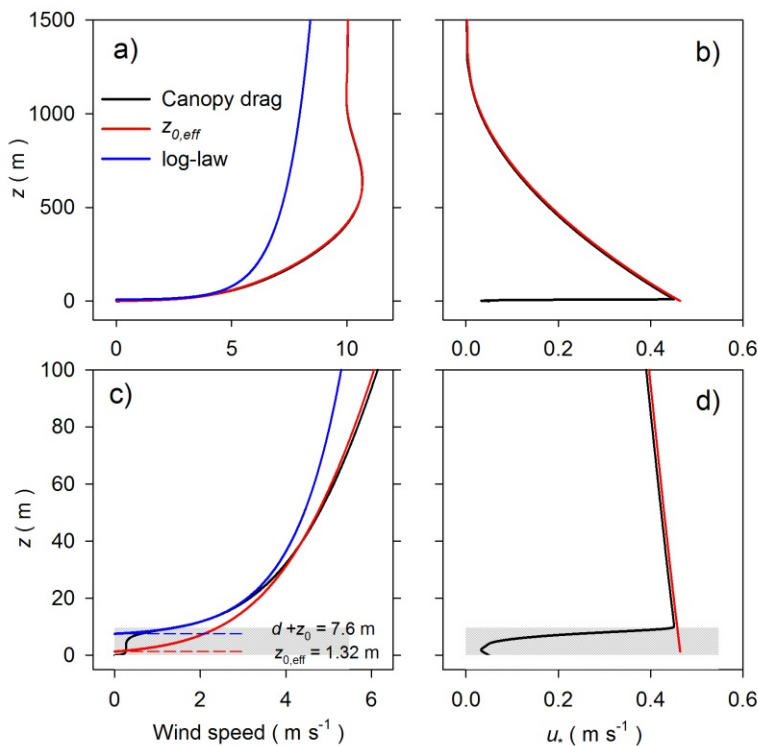 1500
1000
500
0
z ( m )
a)
Canopy drag
z0,eff
log-law
0 5 10
b)
0.0 0.2 0.4 0.6
100
80
60
40
20
0
z ( m )
c)
d +z0 = 7.6 m
z0,eff = 1.32 m
0 2 4 6
Wind speed ( m s-1 )
d)
0.0 0.2 0.4 0.6
u* ( m s-1 )